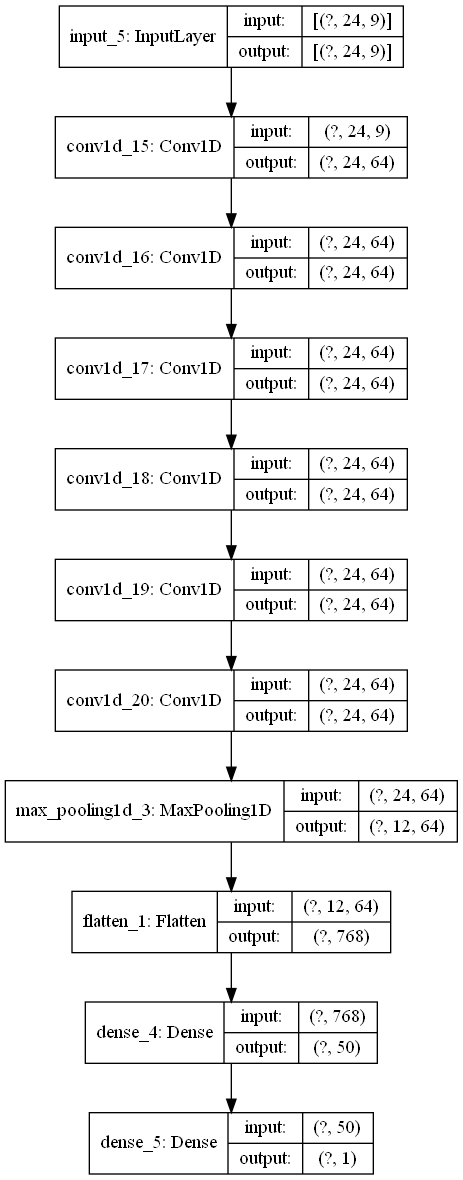 input_5: InputLayer
input:
[(?, 24, 9)]
output:
[(?, 24, 9)]
conv1d_15: Conv1D
input:
(?, 24, 9)
output:
(?, 24, 64)
conv1d_16: Conv1D
input:
(?, 24, 64)
output:
(?, 24, 64)
conv1d_17: Conv1D
input:
(?, 24, 64)
output:
(?, 24, 64)
conv1d_18: Conv1D
input:
(?, 24, 64)
output:
(?, 24, 64)
conv1d_19: Conv1D
input:
(?, 24, 64)
output:
(?, 24, 64)
conv1d_20: Conv1D
input:
(?, 24, 64)
output:
(?, 24, 64)
max_pooling1d_3: MaxPooling1D
input:
(?, 24, 64)
output:
(?, 12, 64)
flatten_1: Flatten
input:
(?, 12, 64)
output:
(?, 768)
dense_4: Dense
input:
(?, 768)
output:
(?, 50)
dense_5: Dense
input:
(?, 50)
output:
(?, 1)